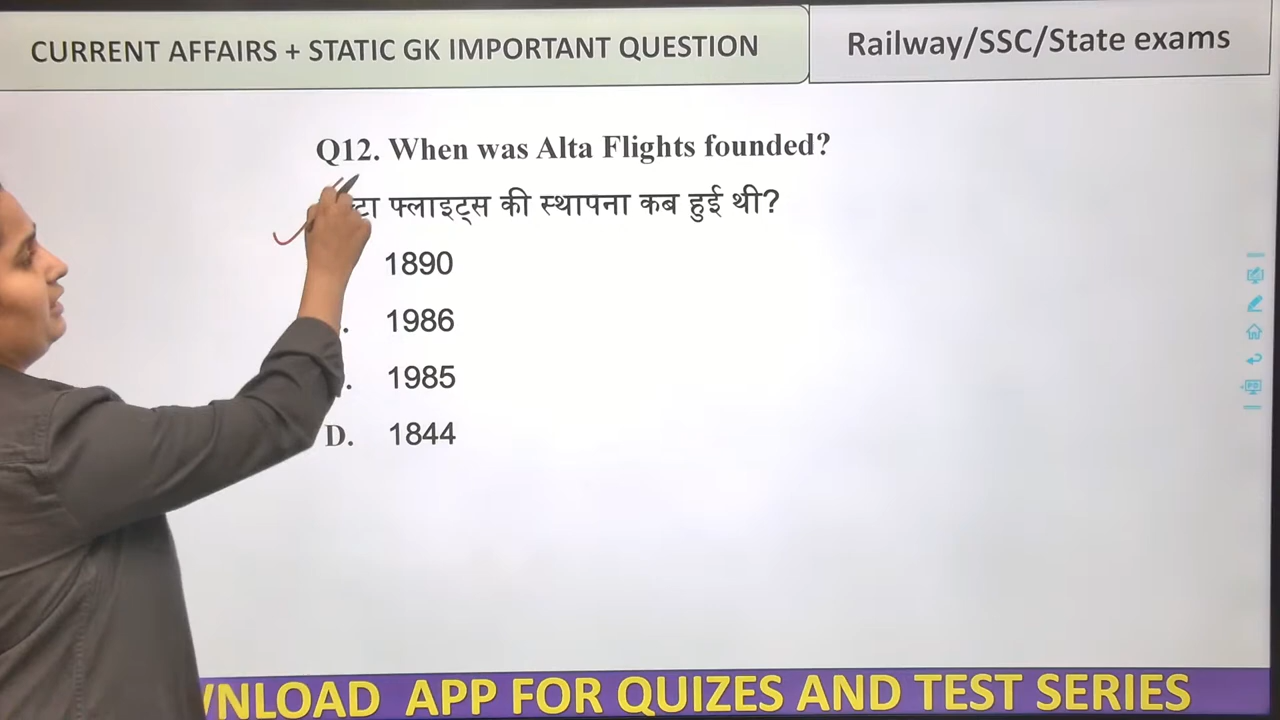 CURRENT AFFAIRS + STATIC GK IMPORTANT QUESTION
Railway/SSC/State exams
Q12. When was Alta Flights founded?
फ्लाइट्स की स्थापना कब हुई थी?
1890
1986
1985
D. 1844
APP FOR QUIZES AND TEST SERIES